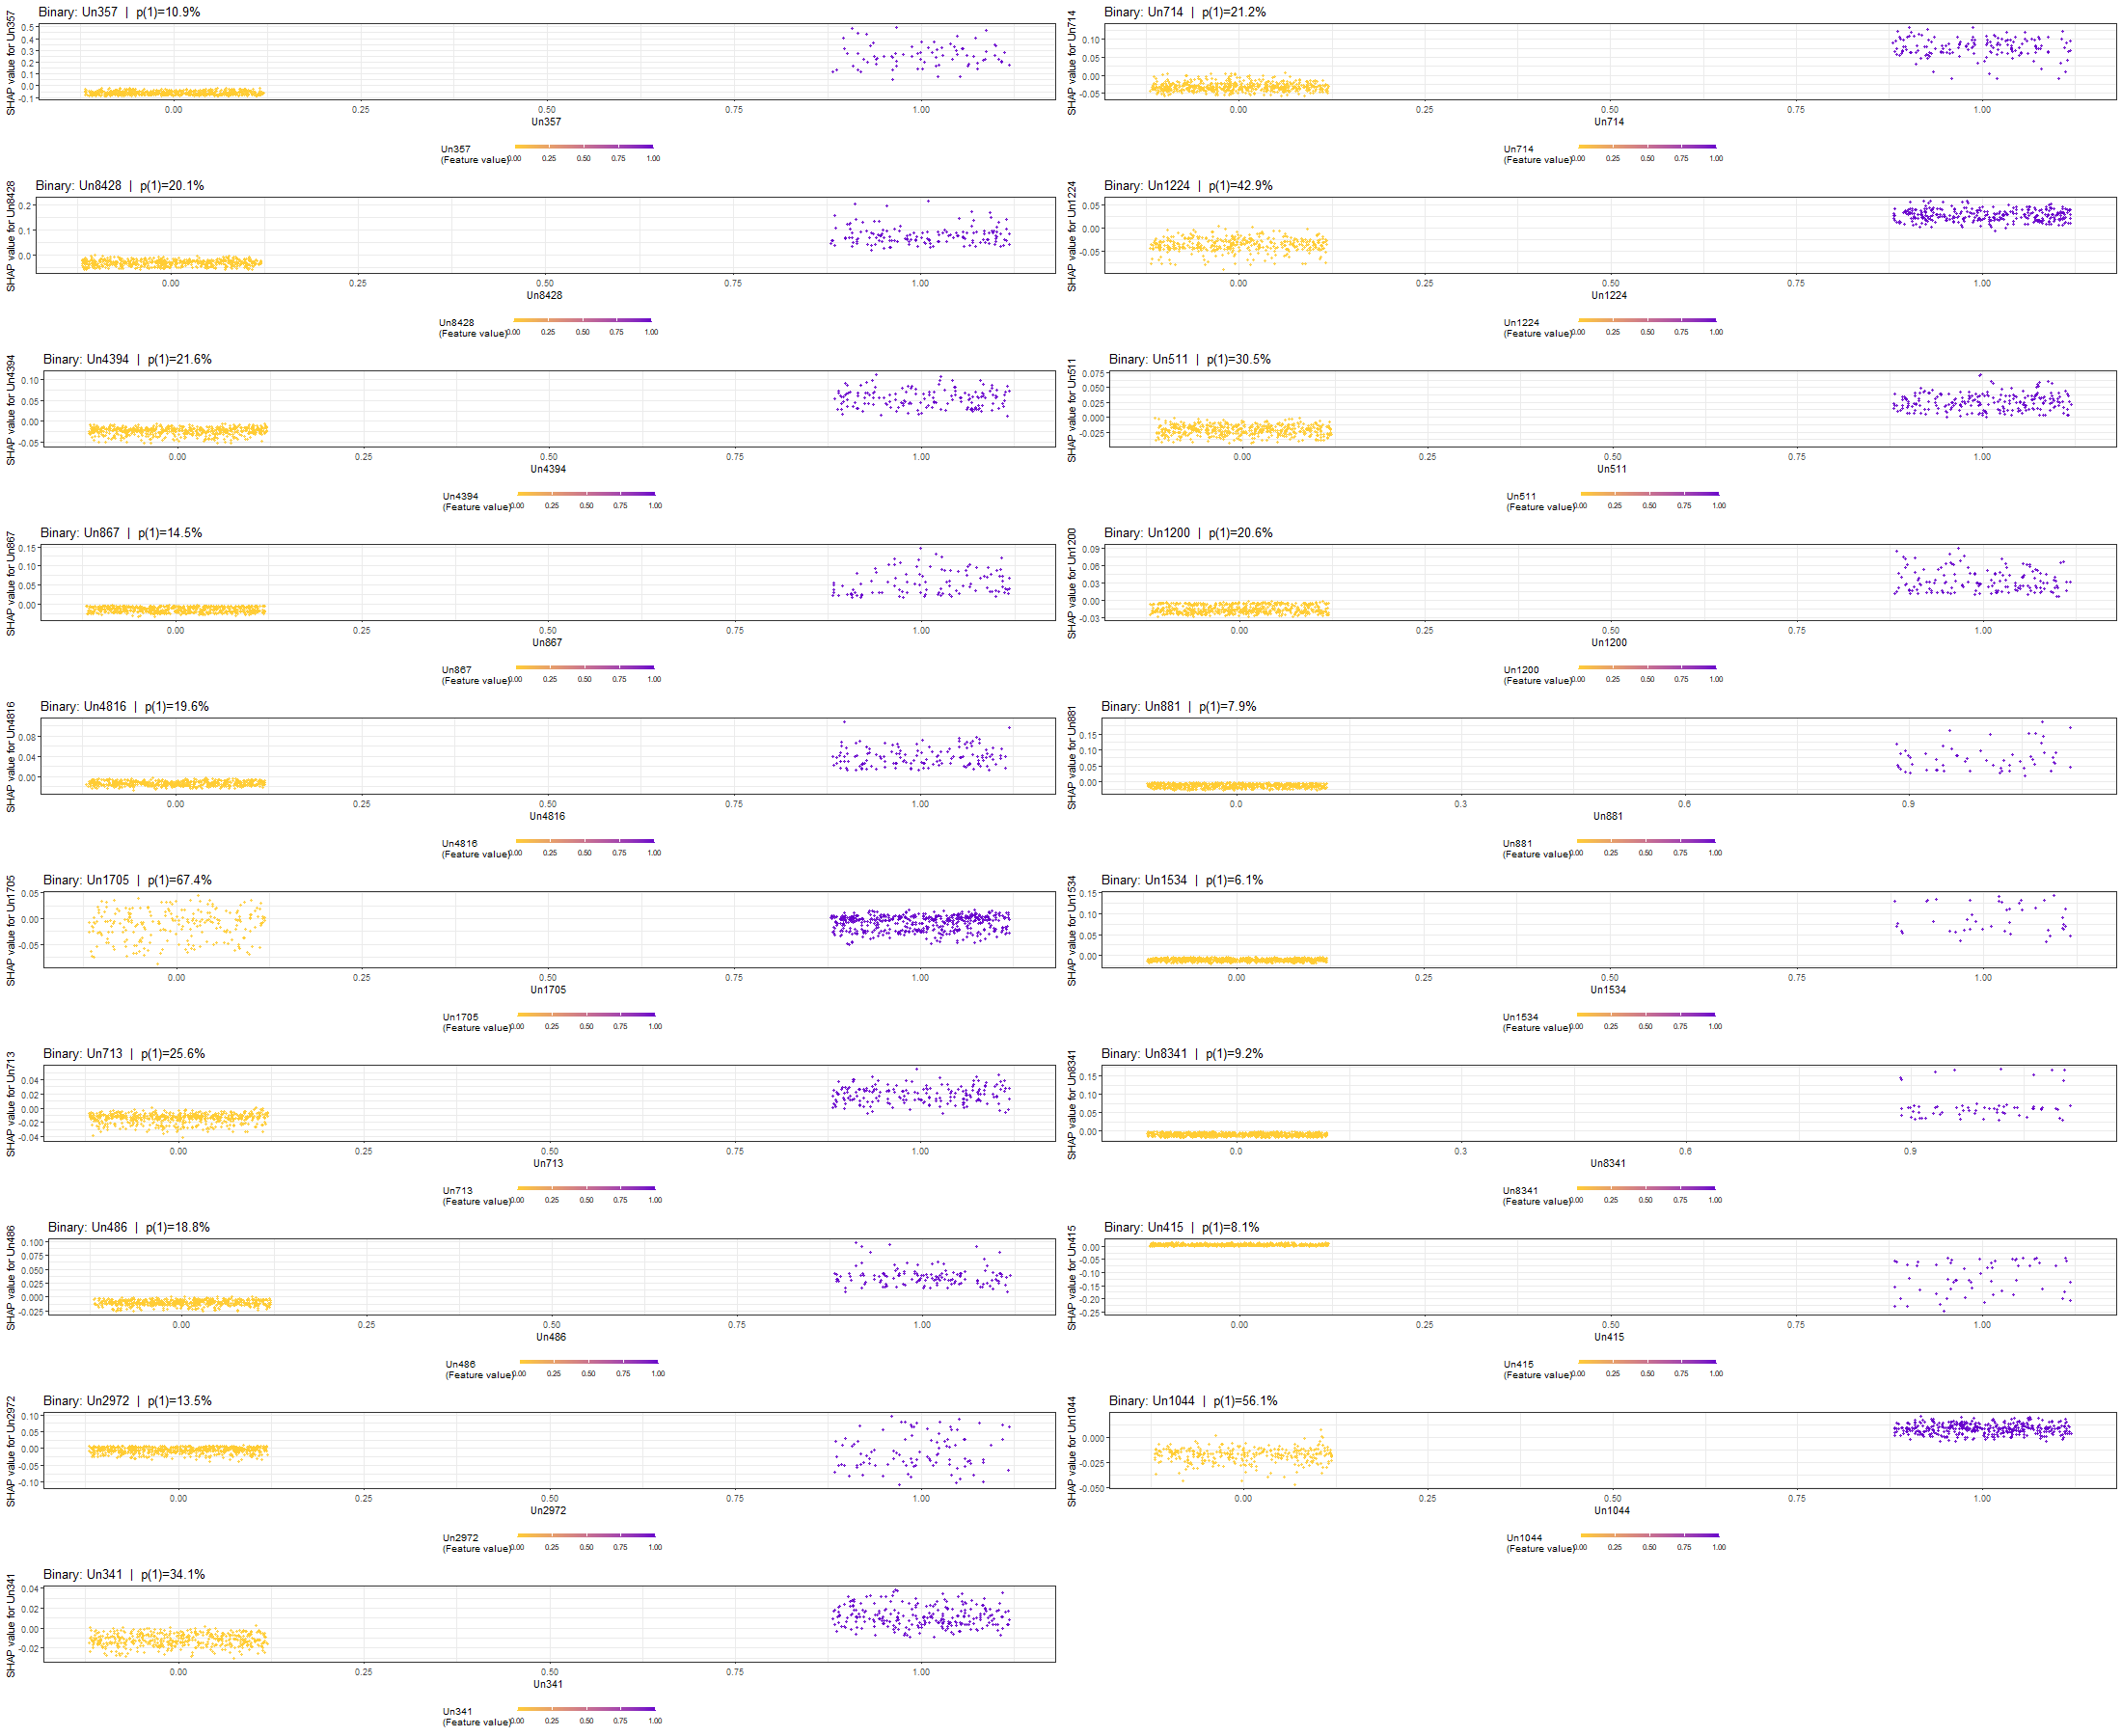 Binary: Un357 | p(1)=10.9%
SHAP value for Un357
0.5
0.4
0.3
0.2
0.1
0.0
-0.1
0.00 0.25 0.50 0.75 1.00
Un357
Un357
(Feature value)
0.00 0.25 0.50 0.75 1.00
Binary: Un714 | p(1)=21.2%
SHAP value for Un714
0.10
0.05
0.00
-0.05
0.00 0.25 0.50 0.75 1.00
Un714
Un714
(Feature value)
0.00 0.25 0.50 0.75 1.00
Binary: Un8428 | p(1)=20.1%
SHAP value for Un8428
0.2
0.1
0.0
0.00 0.25 0.50 0.75 1.00
Un8428
Un8428
(Feature value)
0.00 0.25 0.50 0.75 1.00
Binary: Un1224 | p(1)=42.9%
SHAP value for Un1224
0.05
0.00
-0.05
0.00 0.25 0.50 0.75 1.00
Un1224
Un1224
(Feature value)
0.00 0.25 0.50 0.75 1.00
Binary: Un4394 | p(1)=21.6%
SHAP value for Un4394
0.10
0.05
0.00
-0.05
0.00 0.25 0.50 0.75 1.00
Un4394
Un4394
(Feature value)
0.00 0.25 0.50 0.75 1.00
Binary: Un511 | p(1)=30.5%
SHAP value for Un511
0.075
0.050
0.025
0.000
-0.025
0.00 0.25 0.50 0.75 1.00
Un511
Un511
(Feature value)
0.00 0.25 0.50 0.75 1.00
Binary: Un867 | p(1)=14.5%
SHAP value for Un867
0.15
0.10
0.05
0.00
0.00 0.25 0.50 0.75 1.00
Un867
Un867
(Feature value)
0.00 0.25 0.50 0.75 1.00
Binary: Un1200 | p(1)=20.6%
SHAP value for Un1200
0.09
0.06
0.03
0.00
-0.03
0.00 0.25 0.50 0.75 1.00
Un1200
Un1200
(Feature value)
0.00 0.25 0.50 0.75 1.00
Binary: Un4816 | p(1)=19.6%
SHAP value for Un4816
0.08
0.04
0.00
0.00 0.25 0.50 0.75 1.00
Un4816
Un4816
(Feature value)
0.00 0.25 0.50 0.75 1.00
Binary: Un881 | p(1)=7.9%
SHAP value for Un881
0.15
0.10
0.05
0.00
0.0 0.3 0.6 0.9
Un881
Un881
(Feature value)
0.00 0.25 0.50 0.75 1.00
Binary: Un1705 | p(1)=67.4%
SHAP value for Un1705
0.05
0.00
-0.05
0.00 0.25 0.50 0.75 1.00
Un1705
Un1705
(Feature value)
0.00 0.25 0.50 0.75 1.00
Binary: Un1534 | p(1)=6.1%
SHAP value for Un1534
0.15
0.10
0.05
0.00
0.00 0.25 0.50 0.75 1.00
Un1534
Un1534
(Feature value)
0.00 0.25 0.50 0.75 1.00
Binary: Un713 | p(1)=25.6%
SHAP value for Un713
0.04
0.02
0.00
-0.02
-0.04
0.00 0.25 0.50 0.75 1.00
Un713
Un713
(Feature value)
0.00 0.25 0.50 0.75 1.00
Binary: Un8341 | p(1)=9.2%
SHAP value for Un8341
0.15
0.10
0.05
0.00
0.0 0.3 0.6 0.9
Un8341
Un8341
(Feature value)
0.00 0.25 0.50 0.75 1.00
Binary: Un486 | p(1)=18.8%
SHAP value for Un486
0.100
0.075
0.050
0.025
0.000
-0.025
0.00 0.25 0.50 0.75 1.00
Un486
Un486
(Feature value)
0.00 0.25 0.50 0.75 1.00
Binary: Un415 | p(1)=8.1%
SHAP value for Un415
0.00
-0.05
-0.10
-0.15
-0.20
-0.25
0.00 0.25 0.50 0.75 1.00
Un415
Un415
(Feature value)
0.00 0.25 0.50 0.75 1.00
Binary: Un2972 | p(1)=13.5%
SHAP value for Un2972
0.10
0.05
0.00
-0.05
-0.10
0.00 0.25 0.50 0.75 1.00
Un2972
Un2972
(Feature value)
0.00 0.25 0.50 0.75 1.00
Binary: Un1044 | p(1)=56.1%
SHAP value for Un1044
0.000
-0.025
-0.050
0.00 0.25 0.50 0.75 1.00
Un1044
Un1044
(Feature value)
0.00 0.25 0.50 0.75 1.00
Binary: Un341 | p(1)=34.1%
SHAP value for Un341
0.04
0.02
0.00
-0.02
0.00 0.25 0.50 0.75 1.00
Un341
Un341
(Feature value)
0.00 0.25 0.50 0.75 1.00